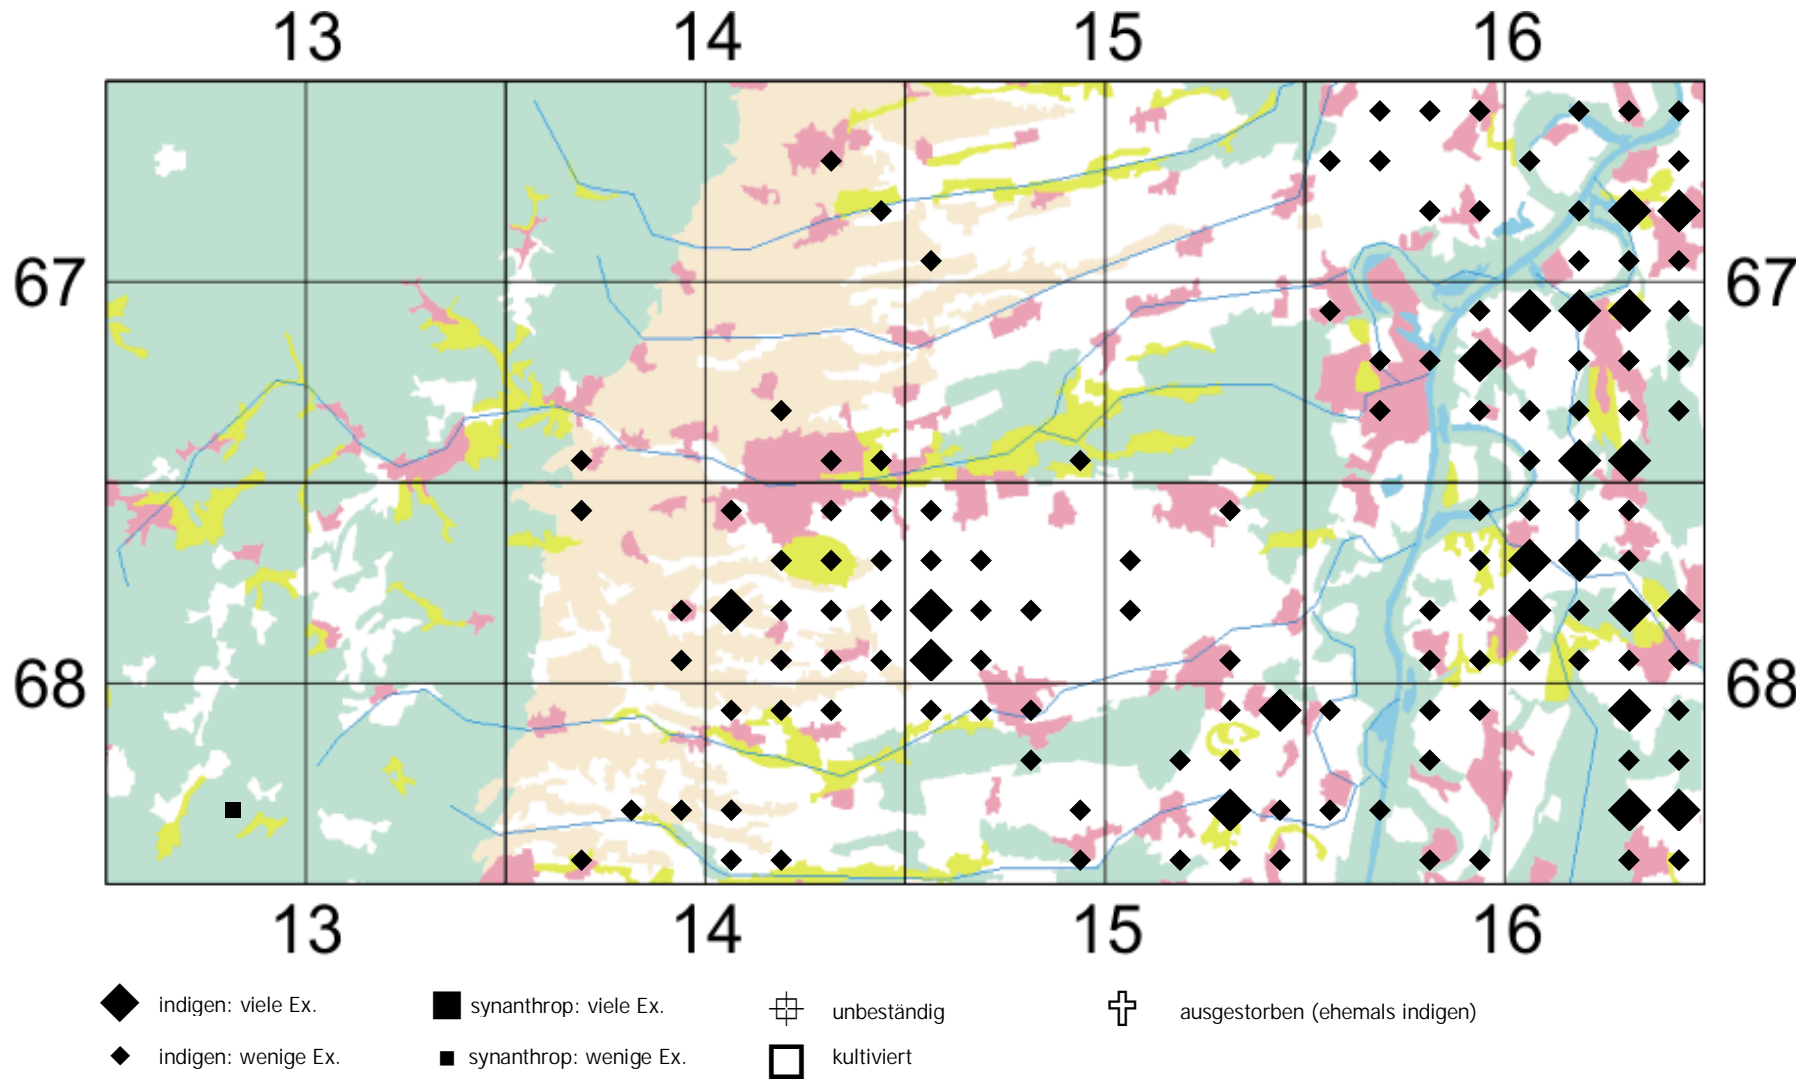 13 14 15 16
67 67
68 68
13 14 15 16
indigen: viele Ex. synanthrop: viele Ex. unbeständig ausgestorben (ehemals indigen)
indigen: wenige Ex. synanthrop: wenige Ex. kultiviert